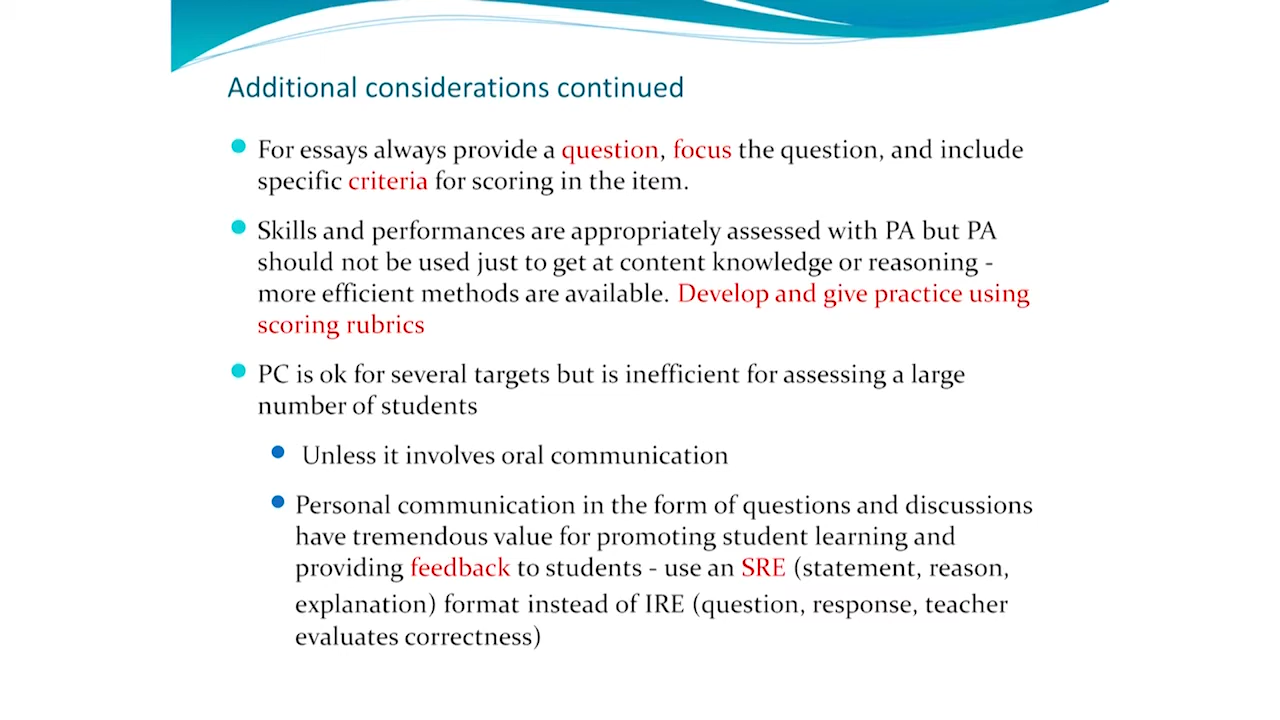 Additional considerations continued
For essays always provide a question, focus the question, and include
specific criteria for scoring in the item.
Skills and performances are appropriately assessed with PA but PA
should not be used just to get at content knowledge or reasoning -
more efficient methods are available. Develop and give practice using
scoring rubrics
PC is ok for several targets but is inefficient for assessing a large
number of students
Unless it involves oral communication
Personal communication in the form of questions and discussions
have tremendous value for promoting student learning and
providing feedback to students - use an SRE (statement, reason,
explanation) format instead of IRE (question, response, teacher
evaluates correctness)